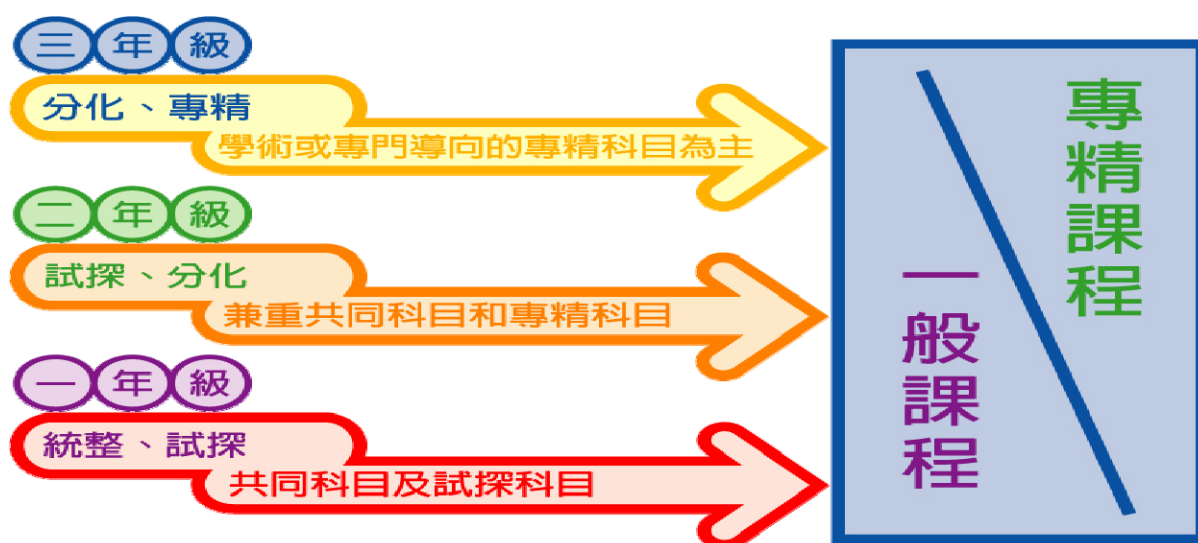 三年級
分化、專精
學術或專門導向的專精科目為主
二年級
試探、分化
兼重共同科目和專精科目
一年級
統整、試探
共同科目及試探科目
專精課程
一般課程